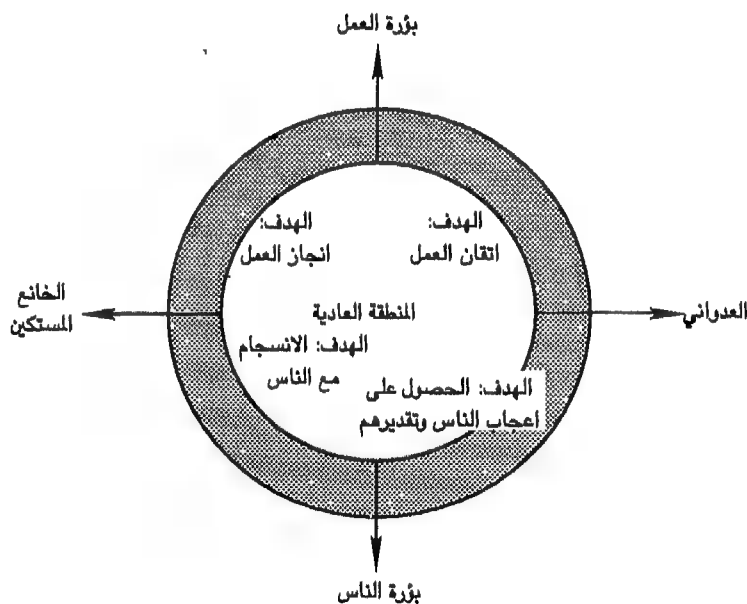 بؤرة العمل
الهدف:
اتقان العمل
الهدف:
انجاز العمل
العدواني
المنطقة العادية
الخانع
المستكين
الهدف: الانسجام
مع الناس
الهدف: الحصول على
اعجاب الناس وتقديرهم
بؤرة الناس